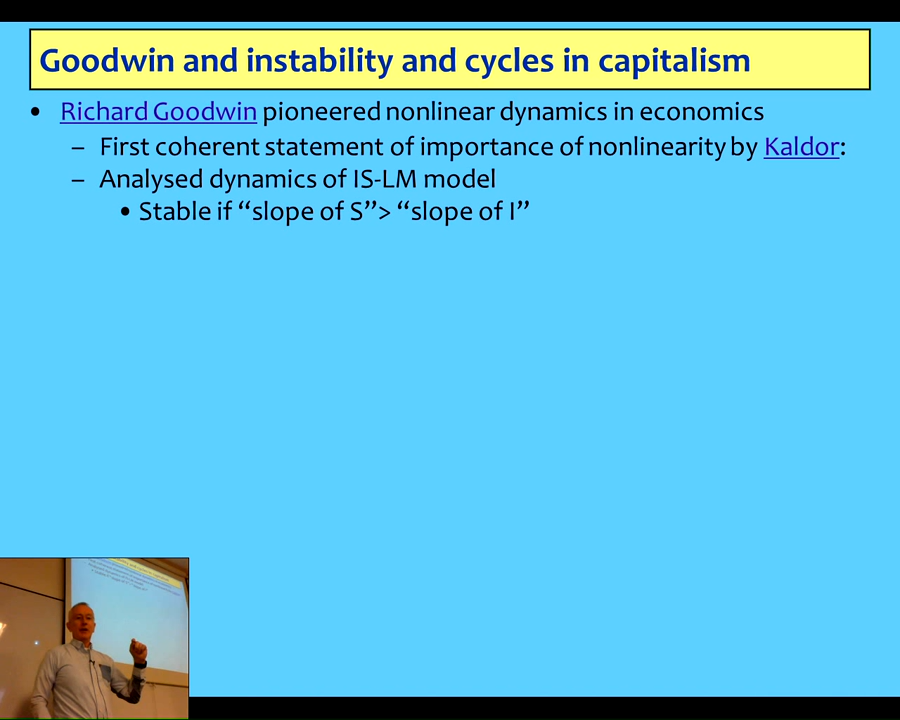 Goodwin and instability and cycles in capitalism
• Richard Goodwin pioneered nonlinear dynamics in economics
– First coherent statement of importance of nonlinearity by Kaldor:
– Analysed dynamics of IS-LM model
• Stable if “slope of S”> “slope of I”